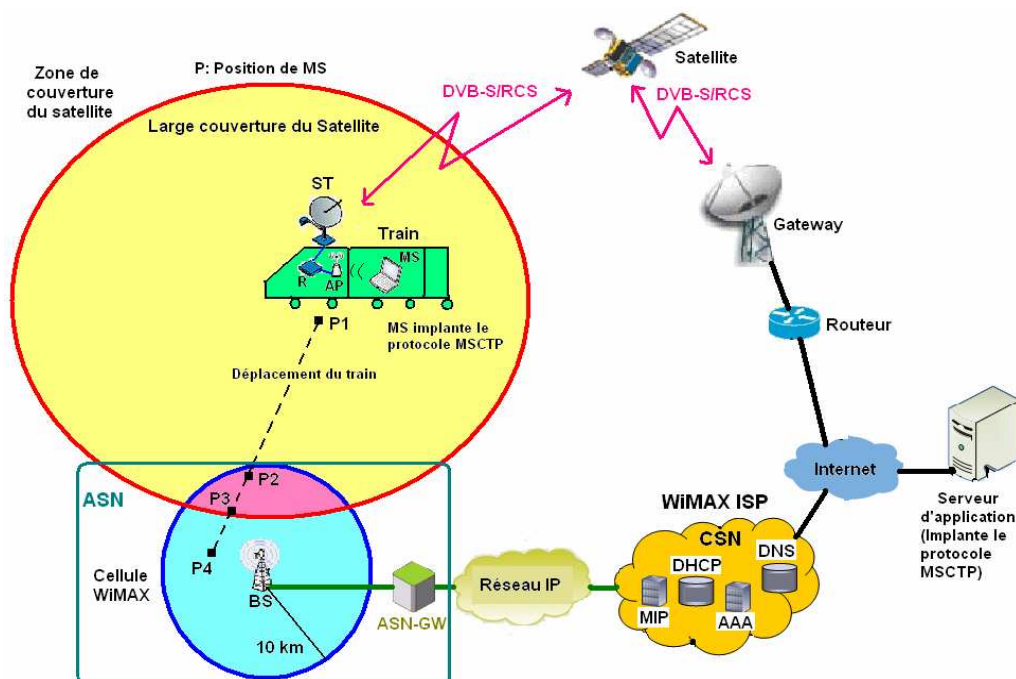 Zone de
couverture
du satellite
P: Position de MS
Large couverture du Satellite
DVB-S/RCS
Satellite
DVB-S/RCS
ST
Train
MS
R
AP
Gateway
P1
MS implante le
protocole MSCTP
Routeur
Déplacement du train
P2
ASN
P3
P4
Internet
Serveur
d'application
(Implante le
protocole
MSCTP)
WiMAX ISP
CSN
DNS
DHCP
MIP
AAA
Cellule
WiMAX
BS
ASN-GW
Réseau IP
10 km